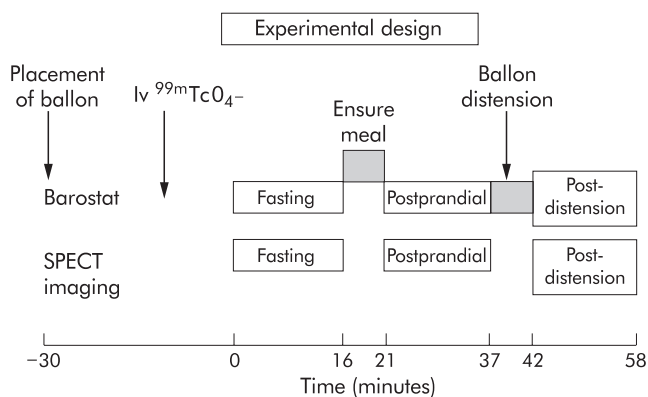 Experimental design
Placement
of ballon
Iv 99mTc04–
Ensure
meal
Ballon
distension
Barostat
Fasting
Postprandial
Post-
distension
SPECT
imaging
Fasting
Postprandial
Post-
distension
–30 0 16 21 37 42 58
Time (minutes)